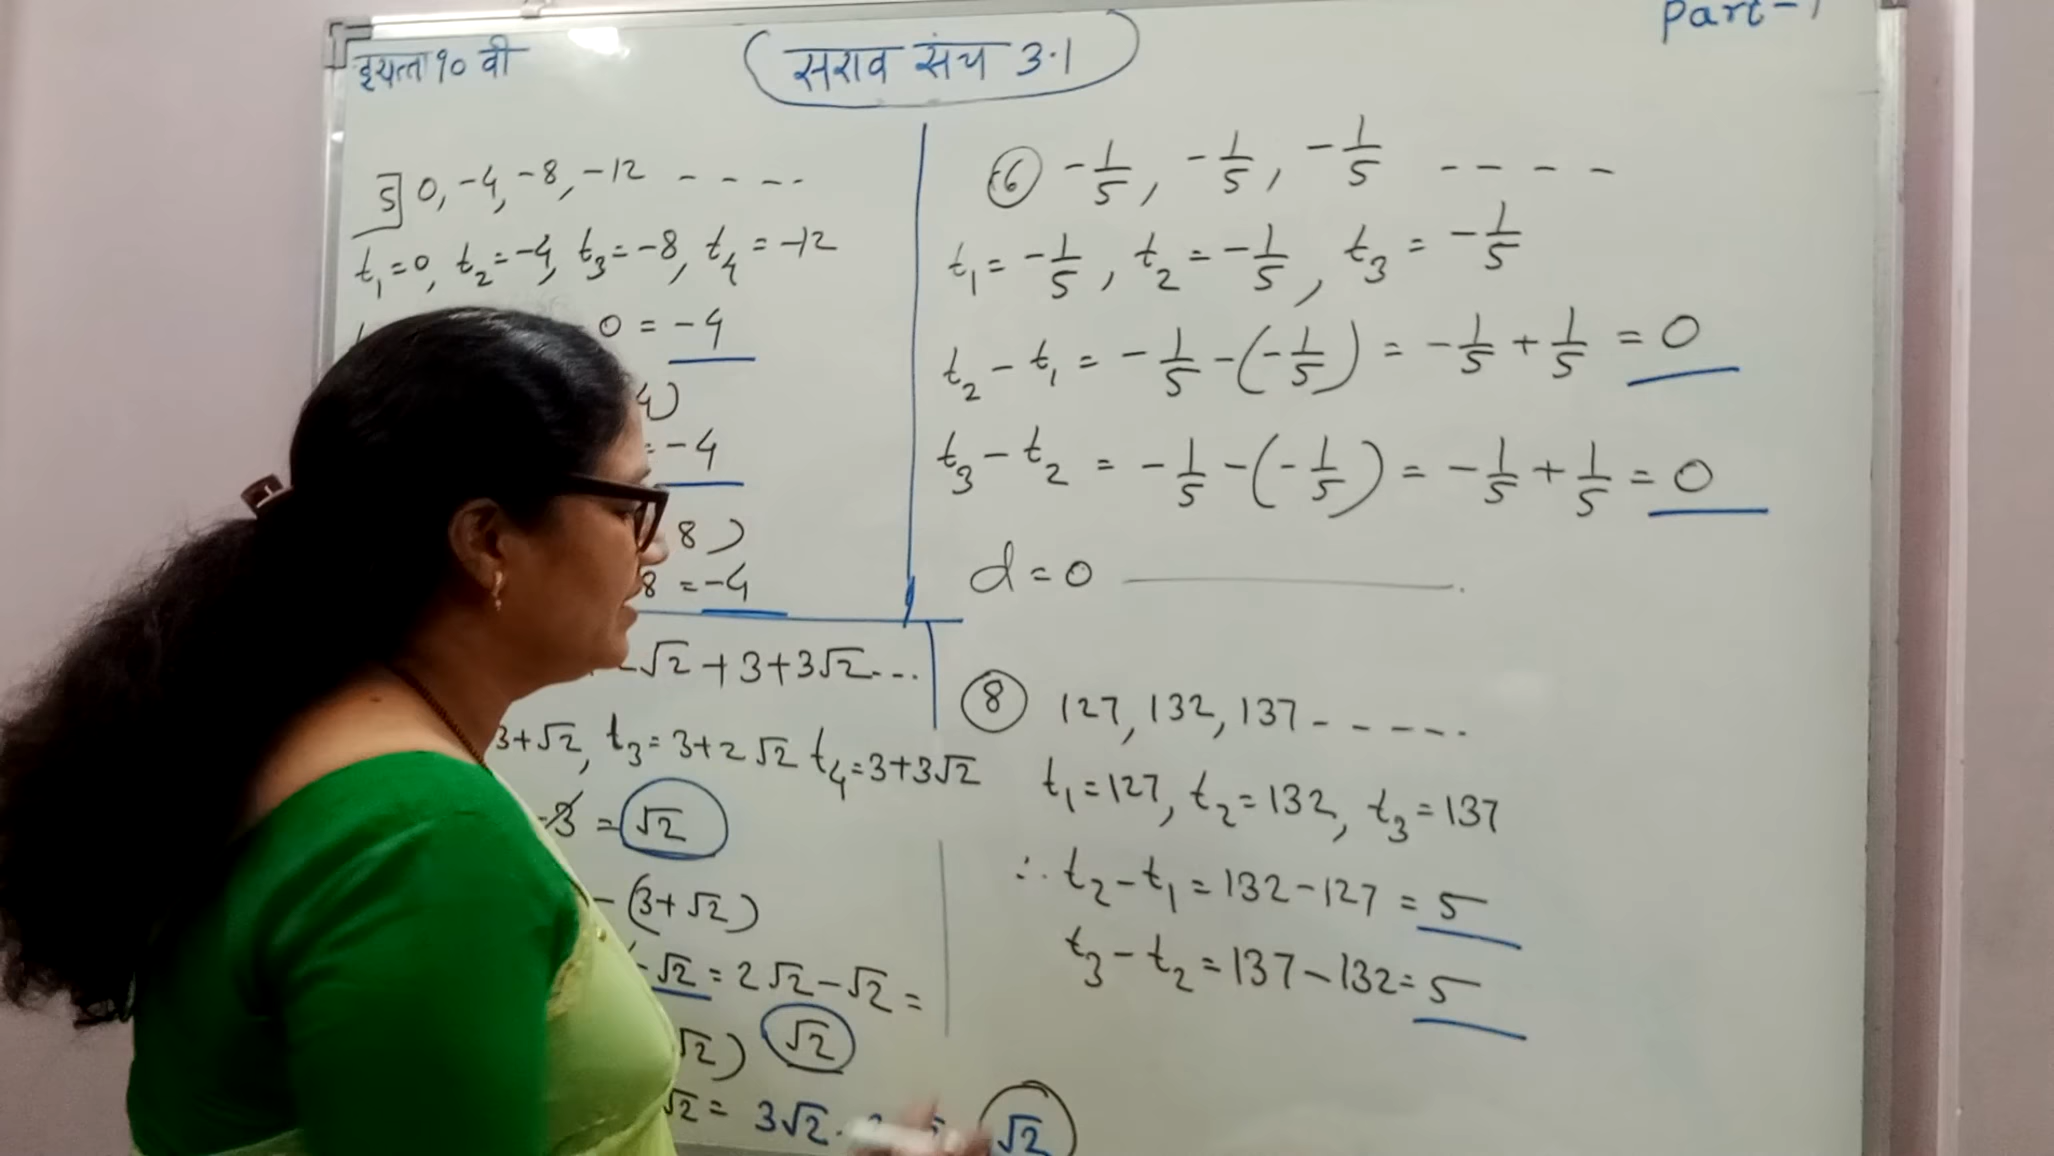 इयत्ता १० वी
सराव संच 3.1
Part-1
5] 0, -4, -8, -12 - - - -
t₁=0, t₂=-4, t₃=-8, t₄=-12
0 = -4
4)
= -4
8)
8 = -4
√2 + 3+3√2...
3+√2, t₃=3+2√2 t₄=3+3√2
-3 = √2
-(3+√2)
-√2 = 2√2-√2 =
√2) √2
√2 = 3√2 √2
⑥ -1/5, -1/5, -1/5 - - - -
t₁ = -1/5, t₂ = -1/5, t₃ = -1/5
t₂ - t₁ = -1/5 - (-1/5) = -1/5 + 1/5 = 0
t₃ - t₂ = -1/5 - (-1/5) = -1/5 + 1/5 = 0
d = 0
⑧ 127, 132, 137 - - - - -
t₁=127, t₂=132, t₃=137
∴ t₂-t₁ = 132-127 = 5
t₃-t₂ = 137-132 = 5